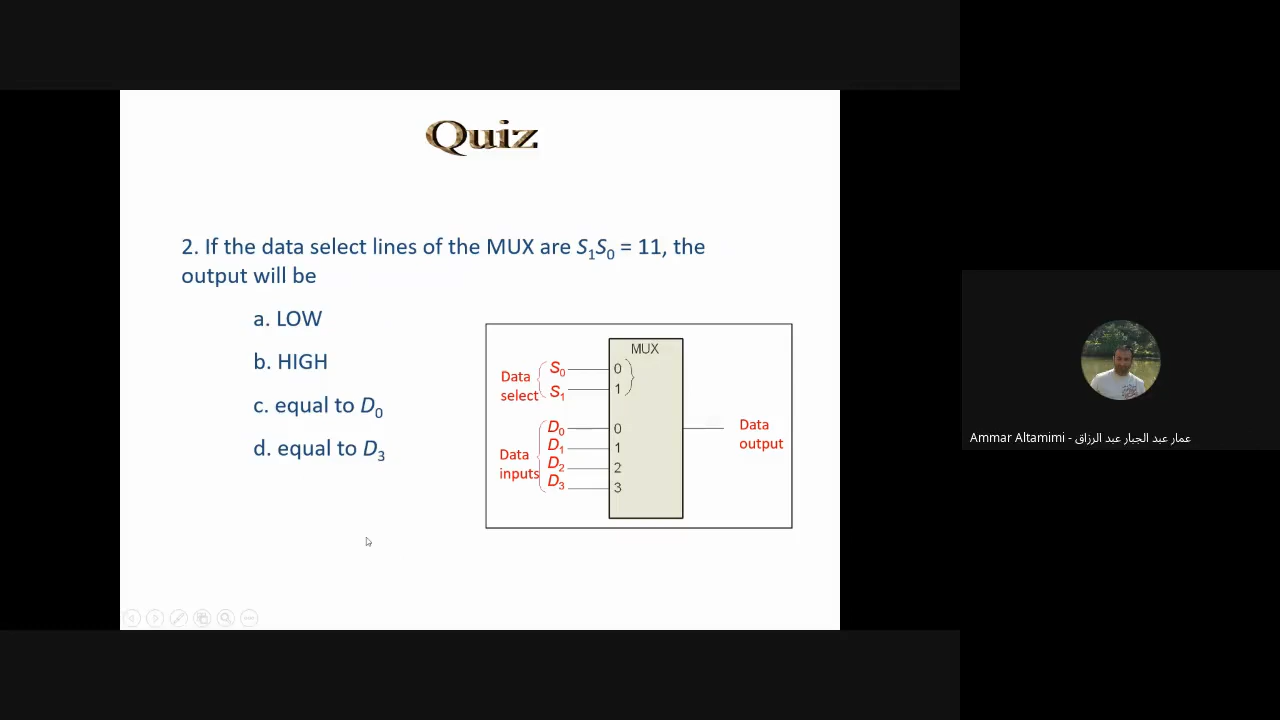 Quiz
2. If the data select lines of the MUX are S₁S₀ = 11, the
output will be
a. LOW
b. HIGH
c. equal to D₀
d. equal to D₃
MUX
Data
select
S₀
S₁
0
1
Data
inputs
D₀
D₁
D₂
D₃
0
1
2
3
Data
output
Ammar Altamimi - عمار عبد الجبار عبد الرزاق